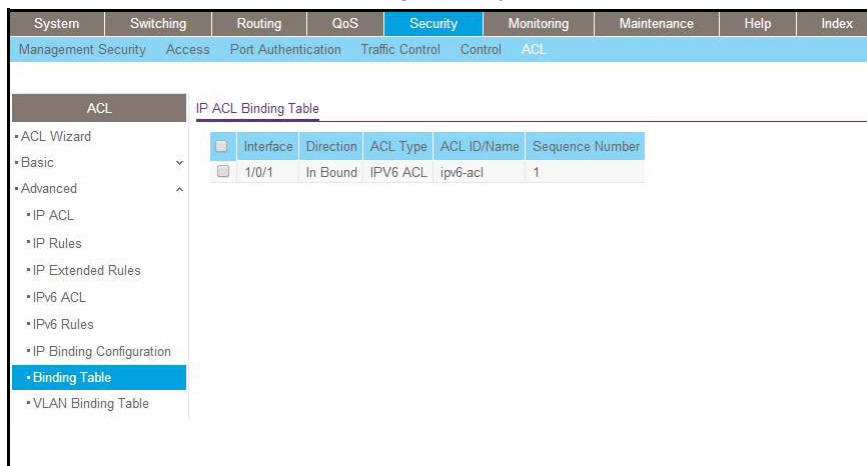 System Switching Routing QoS Security Monitoring Maintenance Help Index
Management Security Access Port Authentication Traffic Control Control ACL
ACL
ACL Wizard
Basic
Advanced
IP ACL
IP Rules
IP Extended Rules
IPv6 ACL
IPv6 Rules
IP Binding Configuration
Binding Table
VLAN Binding Table
IP ACL Binding Table
Interface Direction ACL Type ACL ID/Name Sequence Number
1/0/1 In Bound IPV6 ACL ipv6-acl 1